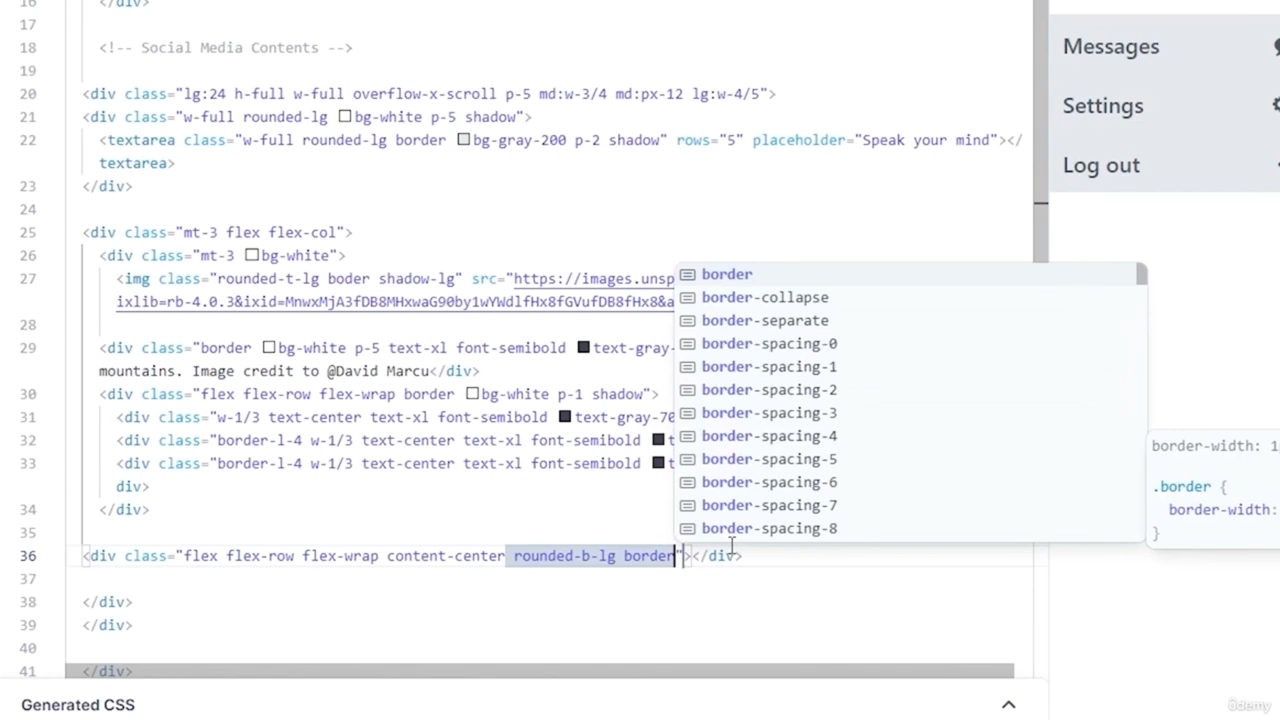 16 </div>
17
18 <!-- Social Media Contents -->
19
20 <div class="lg:24 h-full w-full overflow-x-scroll p-5 md:w-3/4 md:px-12 lg:w-4/5">
21 <div class="w-full rounded-lg bg-white p-5 shadow">
22 <textarea class="w-full rounded-lg border bg-gray-200 p-2 shadow" rows="5" placeholder="Speak your mind"></
textarea>
23 </div>
24
25 <div class="mt-3 flex flex-col">
26 <div class="mt-3 bg-white">
27 <img class="rounded-t-lg boder shadow-lg" src="https://images.unsp
ixlib=rb-4.0.3&ixid=MnwxMjA3fDB8MHxwaG90by1wYWdlfHx8fGVufDB8fHx8&a
28
29 <div class="border bg-white p-5 text-xl font-semibold text-gray-
mountains. Image credit to @David Marcu</div>
30 <div class="flex flex-row flex-wrap border bg-white p-1 shadow">
31 <div class="w-1/3 text-center text-xl font-semibold text-gray-70
32 <div class="border-l-4 w-1/3 text-center text-xl font-semibold t
33 <div class="border-l-4 w-1/3 text-center text-xl font-semibold t
div>
34 </div>
35
36 <div class="flex flex-row flex-wrap content-center rounded-b-lg border"></div>
37
38 </div>
39 </div>
40
41 </div>
border
border-collapse
border-separate
border-spacing-0
border-spacing-1
border-spacing-2
border-spacing-3
border-spacing-4
border-spacing-5
border-spacing-6
border-spacing-7
border-spacing-8
border-width: 1
.border {
border-width:
}
Messages
Settings
Log out
Generated CSS
ûdemy